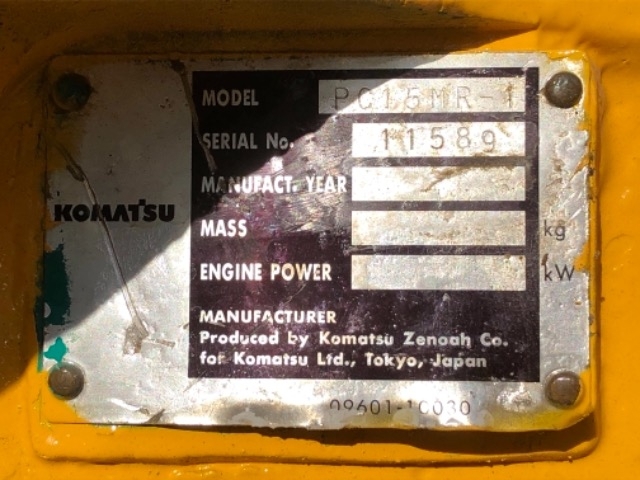 MODEL PC15MR-1
SERIAL No. 11589
MANUFACT. YEAR
KOMATSU
MASS kg
ENGINE POWER kW
MANUFACTURER
Produced by Komatsu Zenoah Co.
for Komatsu Ltd., Tokyo, Japan
09601-10030